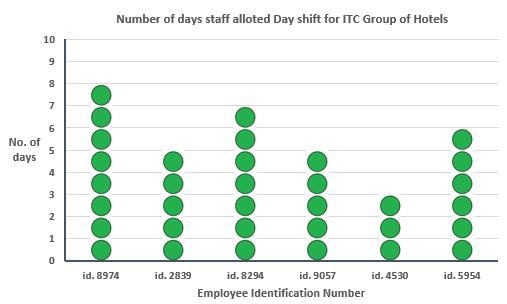 Number of days staff alloted Day shift for ITC Group of Hotels
10
9
8
7
6
5
4
3
2
1
0
No. of
days
id. 8974 id. 2839 id. 8294 id. 9057 id. 4530 id. 5954
Employee Identification Number